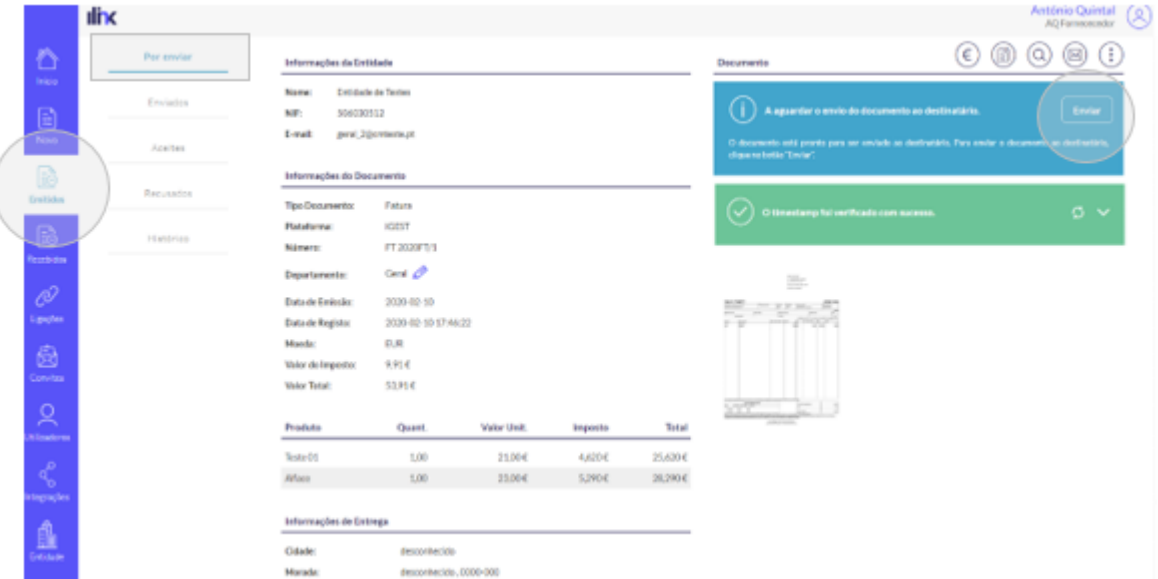 ilink
António Quintal
AQ Fornecedor
Início
Novo
Emitidos
Recebidos
Ligações
Convites
Utilizadores
Integrações
Entidade
Por enviar
Enviados
Aceites
Recusados
Histórico
Informações da Entidade
Nome: Entidade de Testes
NIF: 506030512
E-mail:
Informações do Documento
Tipo Documento: Fatura
Plataforma: IGEST
Número: FT 2020FT/1
Departamento: Geral
Data de Emissão: 2020-02-10
Data de Registo: 2020-02-10 17:46:22
Moeda: EUR
Valor do Imposto: 9,91 €
Valor Total: 53,91 €
Produto Quant. Valor Unit. Imposto Total
Teste 01 1,00 21,00 € 4,620 € 25,620 €
Alface 1,00 23,00 € 5,290 € 28,290 €
Informações de Entrega
Cidade: desconhecido
Morada: desconhecido, 0000-000
Documento
A aguardar o envio do documento ao destinatário.
Enviar
O documento está pronto para ser enviado ao destinatário. Para enviar o documento ao destinatário,
clique no botão "Enviar".
O timestamp foi verificado com sucesso.